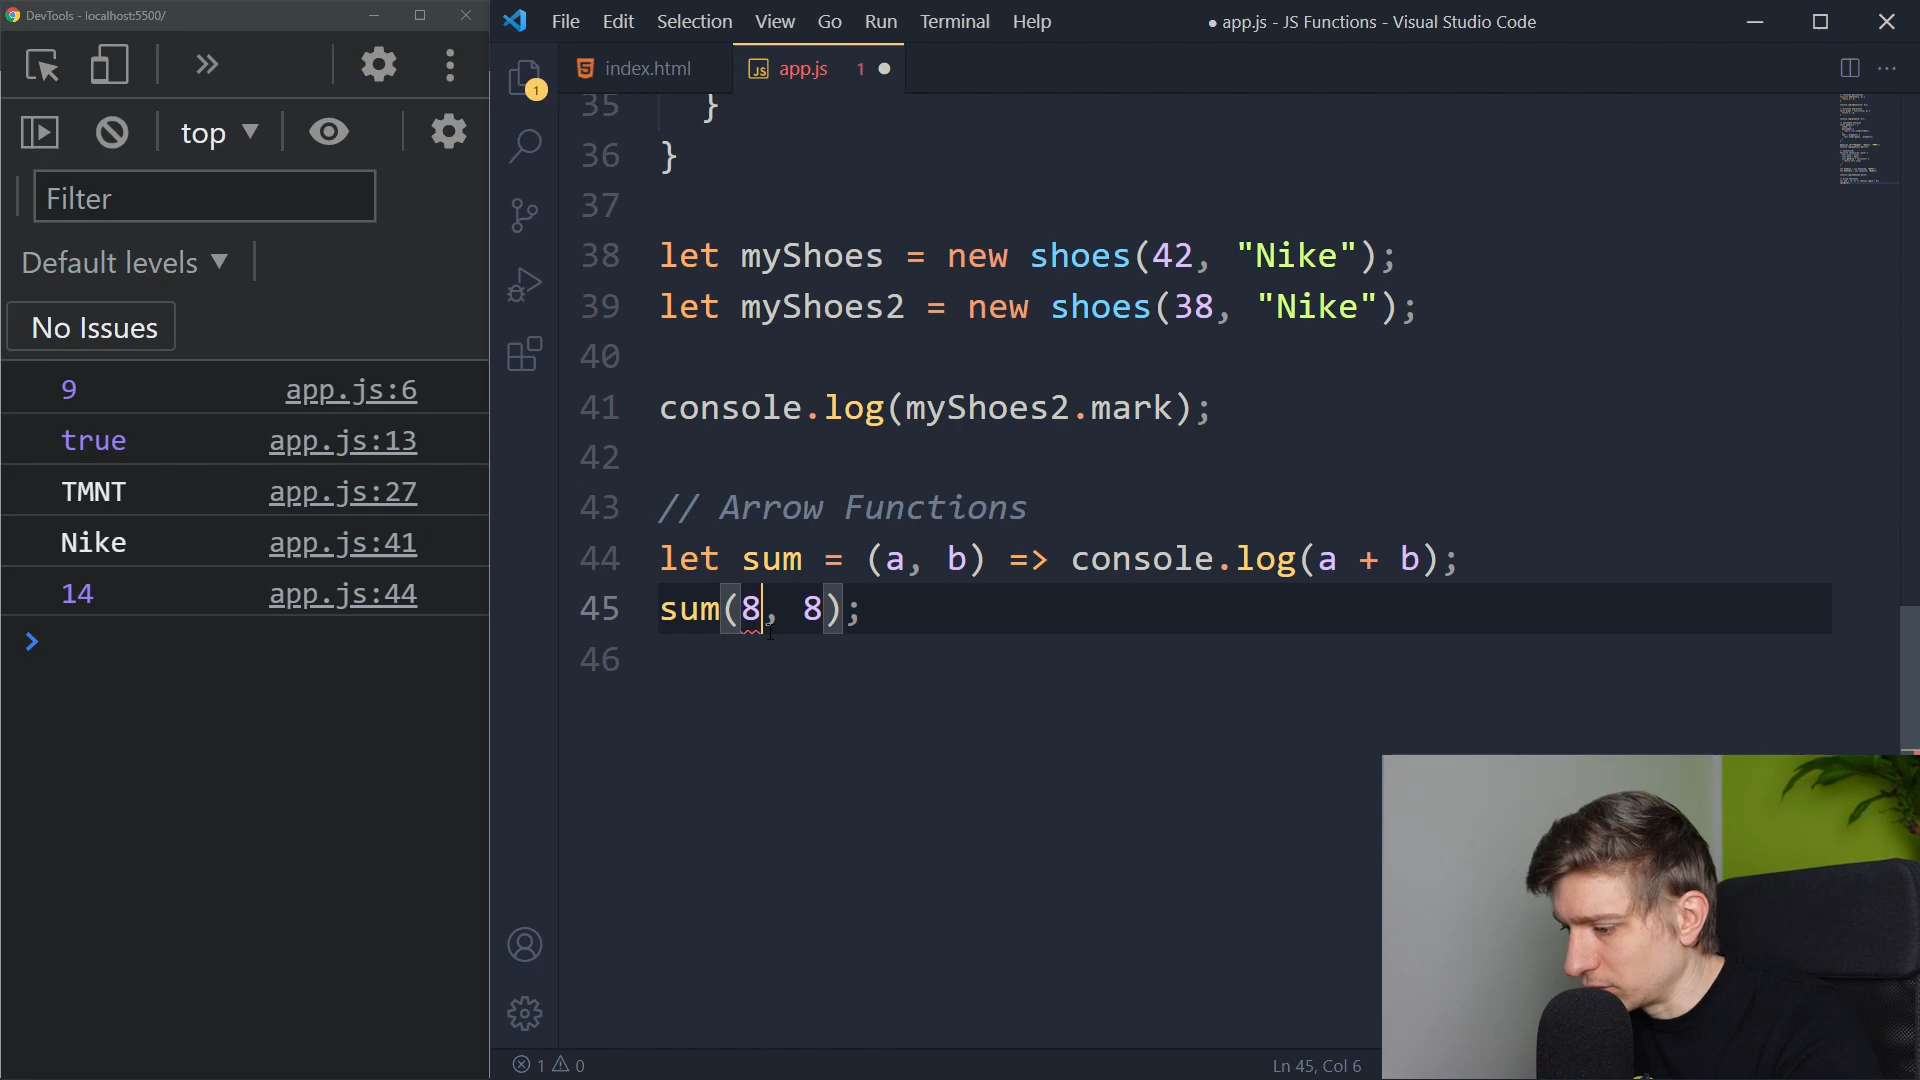 DevTools - localhost:5500/
top
Filter
Default levels
No Issues
9 app.js:6
true app.js:13
TMNT app.js:27
Nike app.js:41
14 app.js:44
File Edit Selection View Go Run Terminal Help
● app.js - JS Functions - Visual Studio Code
1
index.html
JS app.js 1 ●
35 }
36 }
37
38 let myShoes = new shoes(42, "Nike");
39 let myShoes2 = new shoes(38, "Nike");
40
41 console.log(myShoes2.mark);
42
43 // Arrow Functions
44 let sum = (a, b) => console.log(a + b);
45 sum(8, 8);
46
1 0
Ln 45, Col 6